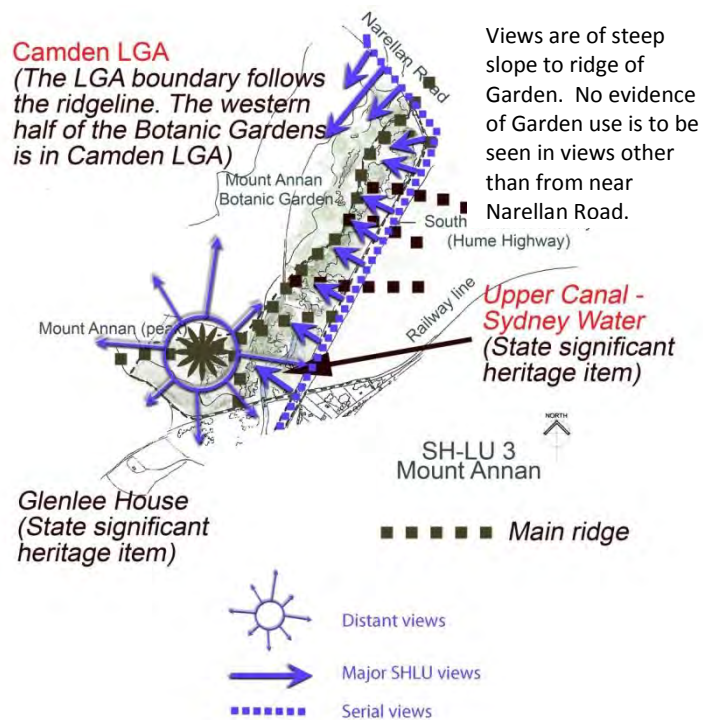 Camden LGA
(The LGA boundary follows
the ridgeline. The western
half of the Botanic Gardens
is in Camden LGA)
Narellan Road
Views are of steep
slope to ridge of
Garden. No evidence
of Garden use is to be
seen in views other
than from near
Narellan Road.
Mount Annan
Botanic Garden
South
(Hume Highway)
Mount Annan (peak)
Railway line
Upper Canal -
Sydney Water
(State significant
heritage item)
NORTH
SH-LU 3
Mount Annan
Glenlee House
(State significant
heritage item)
Main ridge
Distant views
Major SHLU views
Serial views